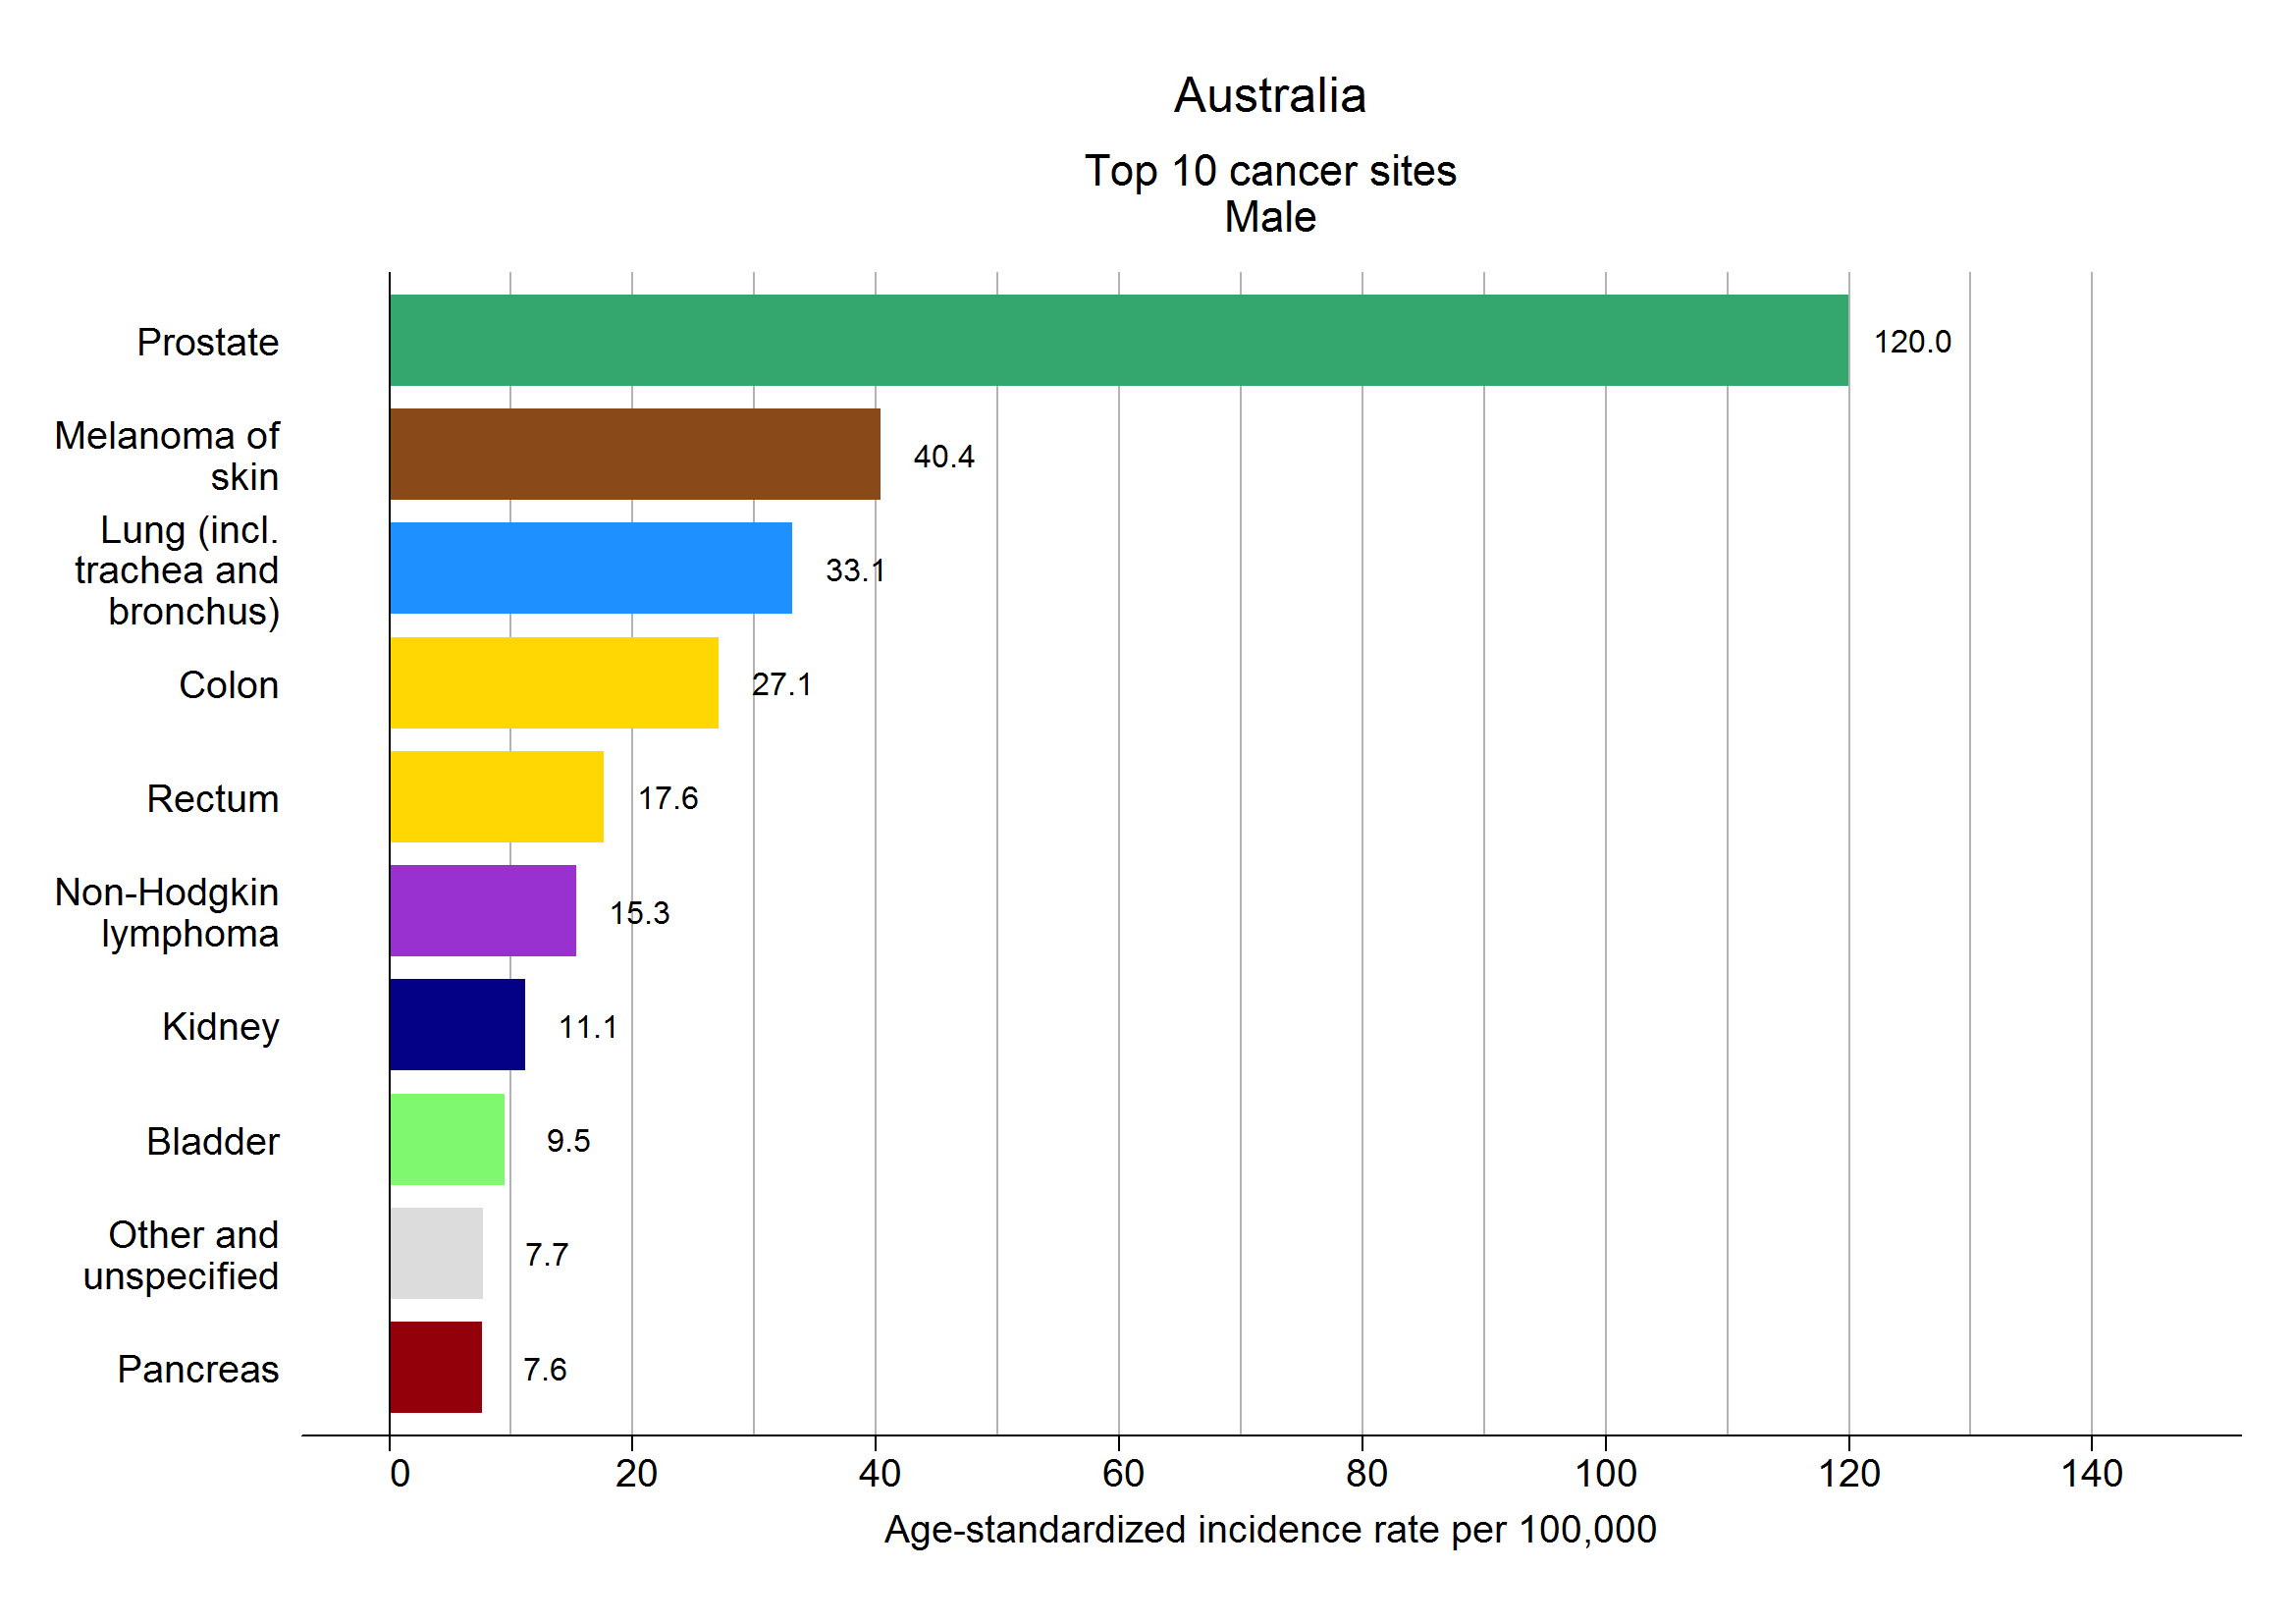 Australia
Top 10 cancer sites
Male
Prostate
120.0
Melanoma of
skin
40.4
Lung (incl.
trachea and
bronchus)
33.1
Colon
27.1
Rectum
17.6
Non-Hodgkin
lymphoma
15.3
Kidney
11.1
Bladder
9.5
Other and
unspecified
7.7
Pancreas
7.6
0 20 40 60 80 100 120 140
Age-standardized incidence rate per 100,000